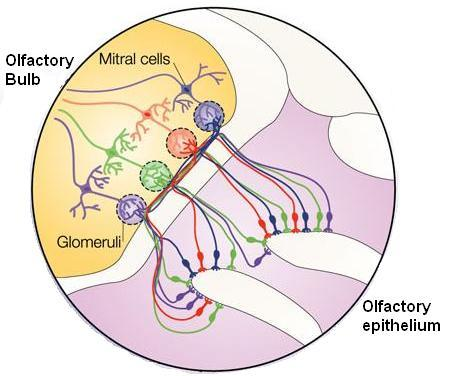 Olfactory
Bulb
Mitral cells
Glomeruli
Olfactory
epithelium